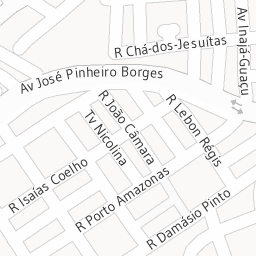 Av Inajá-Guaçu
R Chá-dos-Jesuítas
Av José Pinheiro Borges
R João Câmara
R Lebon Régis
Tv Nicolina
R Isaías Coelho
R Porto Amazonas
R Damásio Pinto